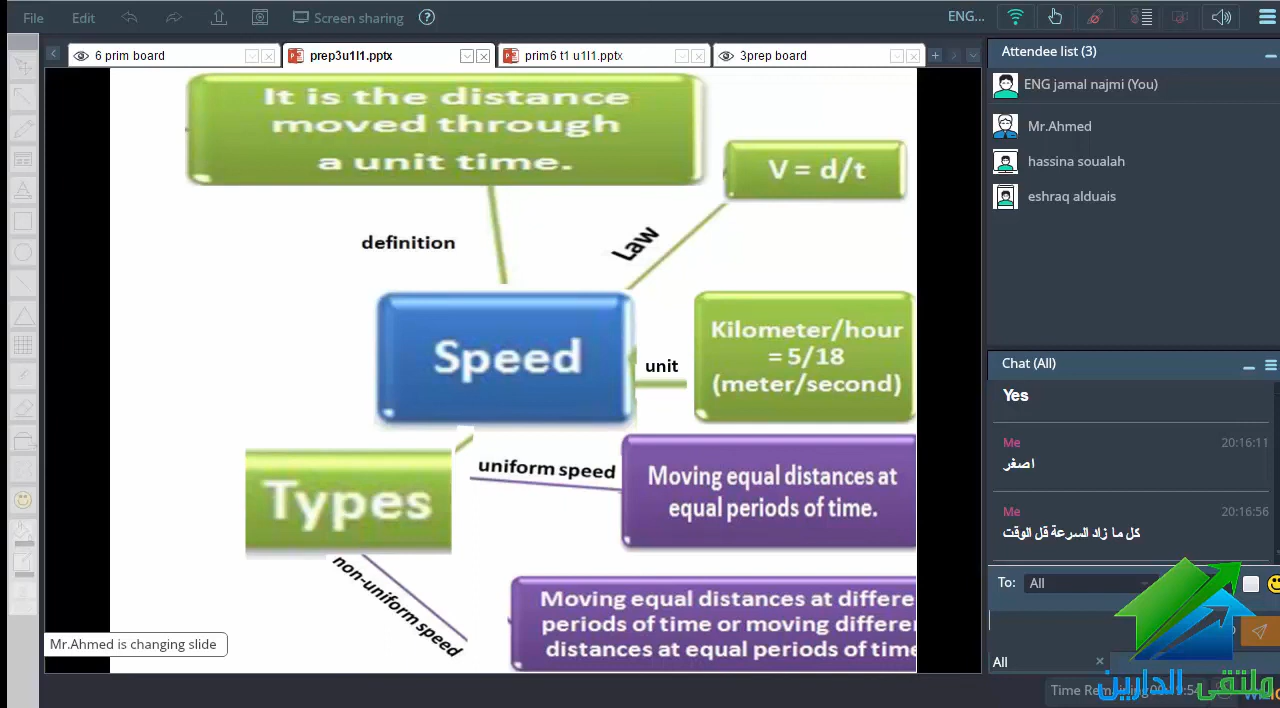 File Edit Screen sharing ?
ENG...
6 prim board
prep3u1l1.pptx
prim6 t1 u1l1.pptx
3prep board
It is the distance
moved through
a unit time.
V = d/t
definition
Law
Speed
unit
Kilometer/hour
= 5/18
(meter/second)
Types
uniform speed
Moving equal distances at
equal periods of time.
non-uniform speed
Moving equal distances at differe
periods of time or moving differe
distances at equal periods of time
Mr.Ahmed is changing slide
Attendee list (3)
ENG jamal najmi (You)
Mr.Ahmed
hassina soualah
eshraq alduais
Chat (All)
Yes
Me 20:16:11
اصغر
Me 20:16:56
كل ما زاد السرعة قل الوقت
To: All
All
Time Remaining
ملتقى الدارين